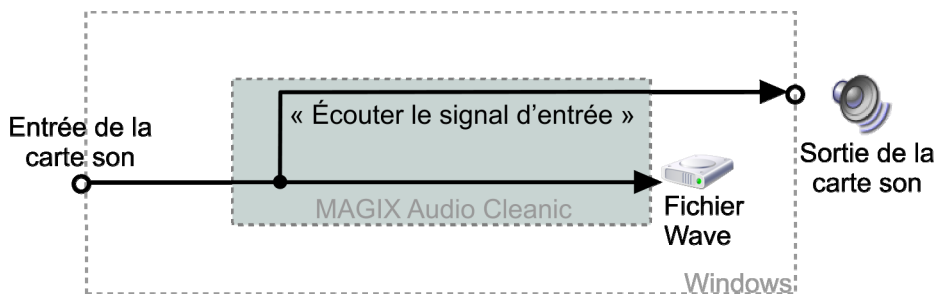 « Écouter le signal d'entrée »
Entrée de la
carte son
Sortie de la
carte son
MAGIX Audio Cleanic
Fichier
Wave
Windows